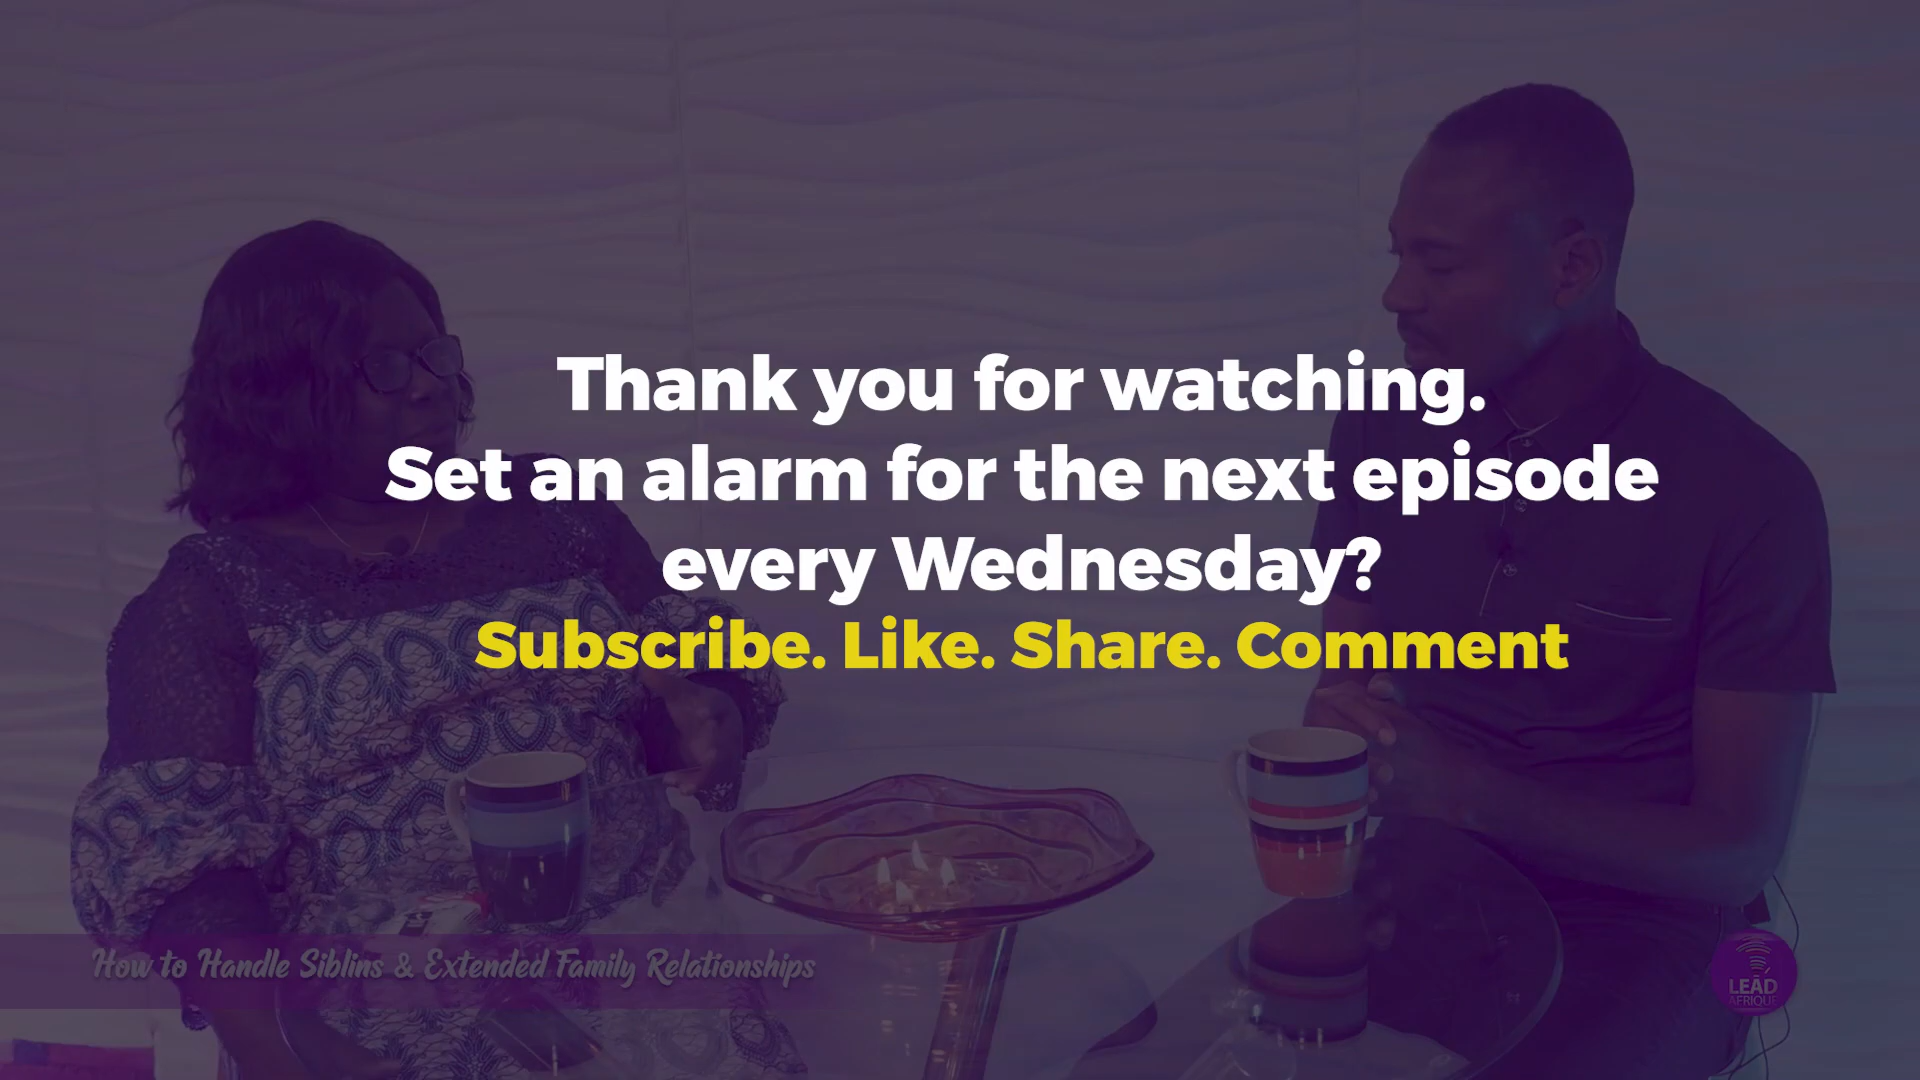 Thank you for watching.
Set an alarm for the next episode
every Wednesday?
Subscribe. Like. Share. Comment
How to Handle Siblins & Extended Family Relationships
LEAD
AFRIQUE